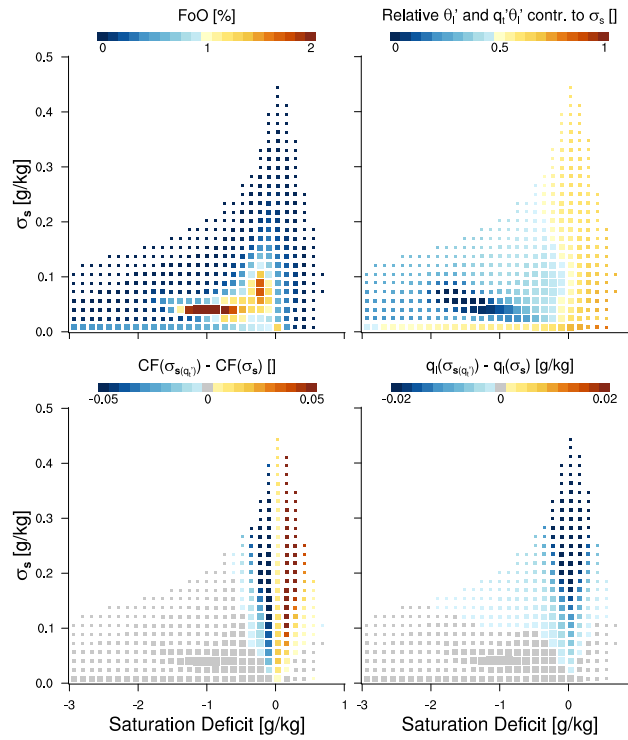 FoO [%]
0 1 2
Relative θₗ' and qₜ'θₗ' contr. to σₛ []
0 0.5 1
σₛ [g/kg]
0.5
0.4
0.3
0.2
0.1
0.0
CF(σₛ(qₜ')) - CF(σₛ) []
-0.05 0 0.05
qₗ(σₛ(qₜ')) - qₗ(σₛ) [g/kg]
-0.02 0 0.02
σₛ [g/kg]
0.5
0.4
0.3
0.2
0.1
0.0
-3 -2 -1 0 1
-2 -1 0
Saturation Deficit [g/kg]
Saturation Deficit [g/kg]
σₛ [g/kg]
σₛ [g/kg]